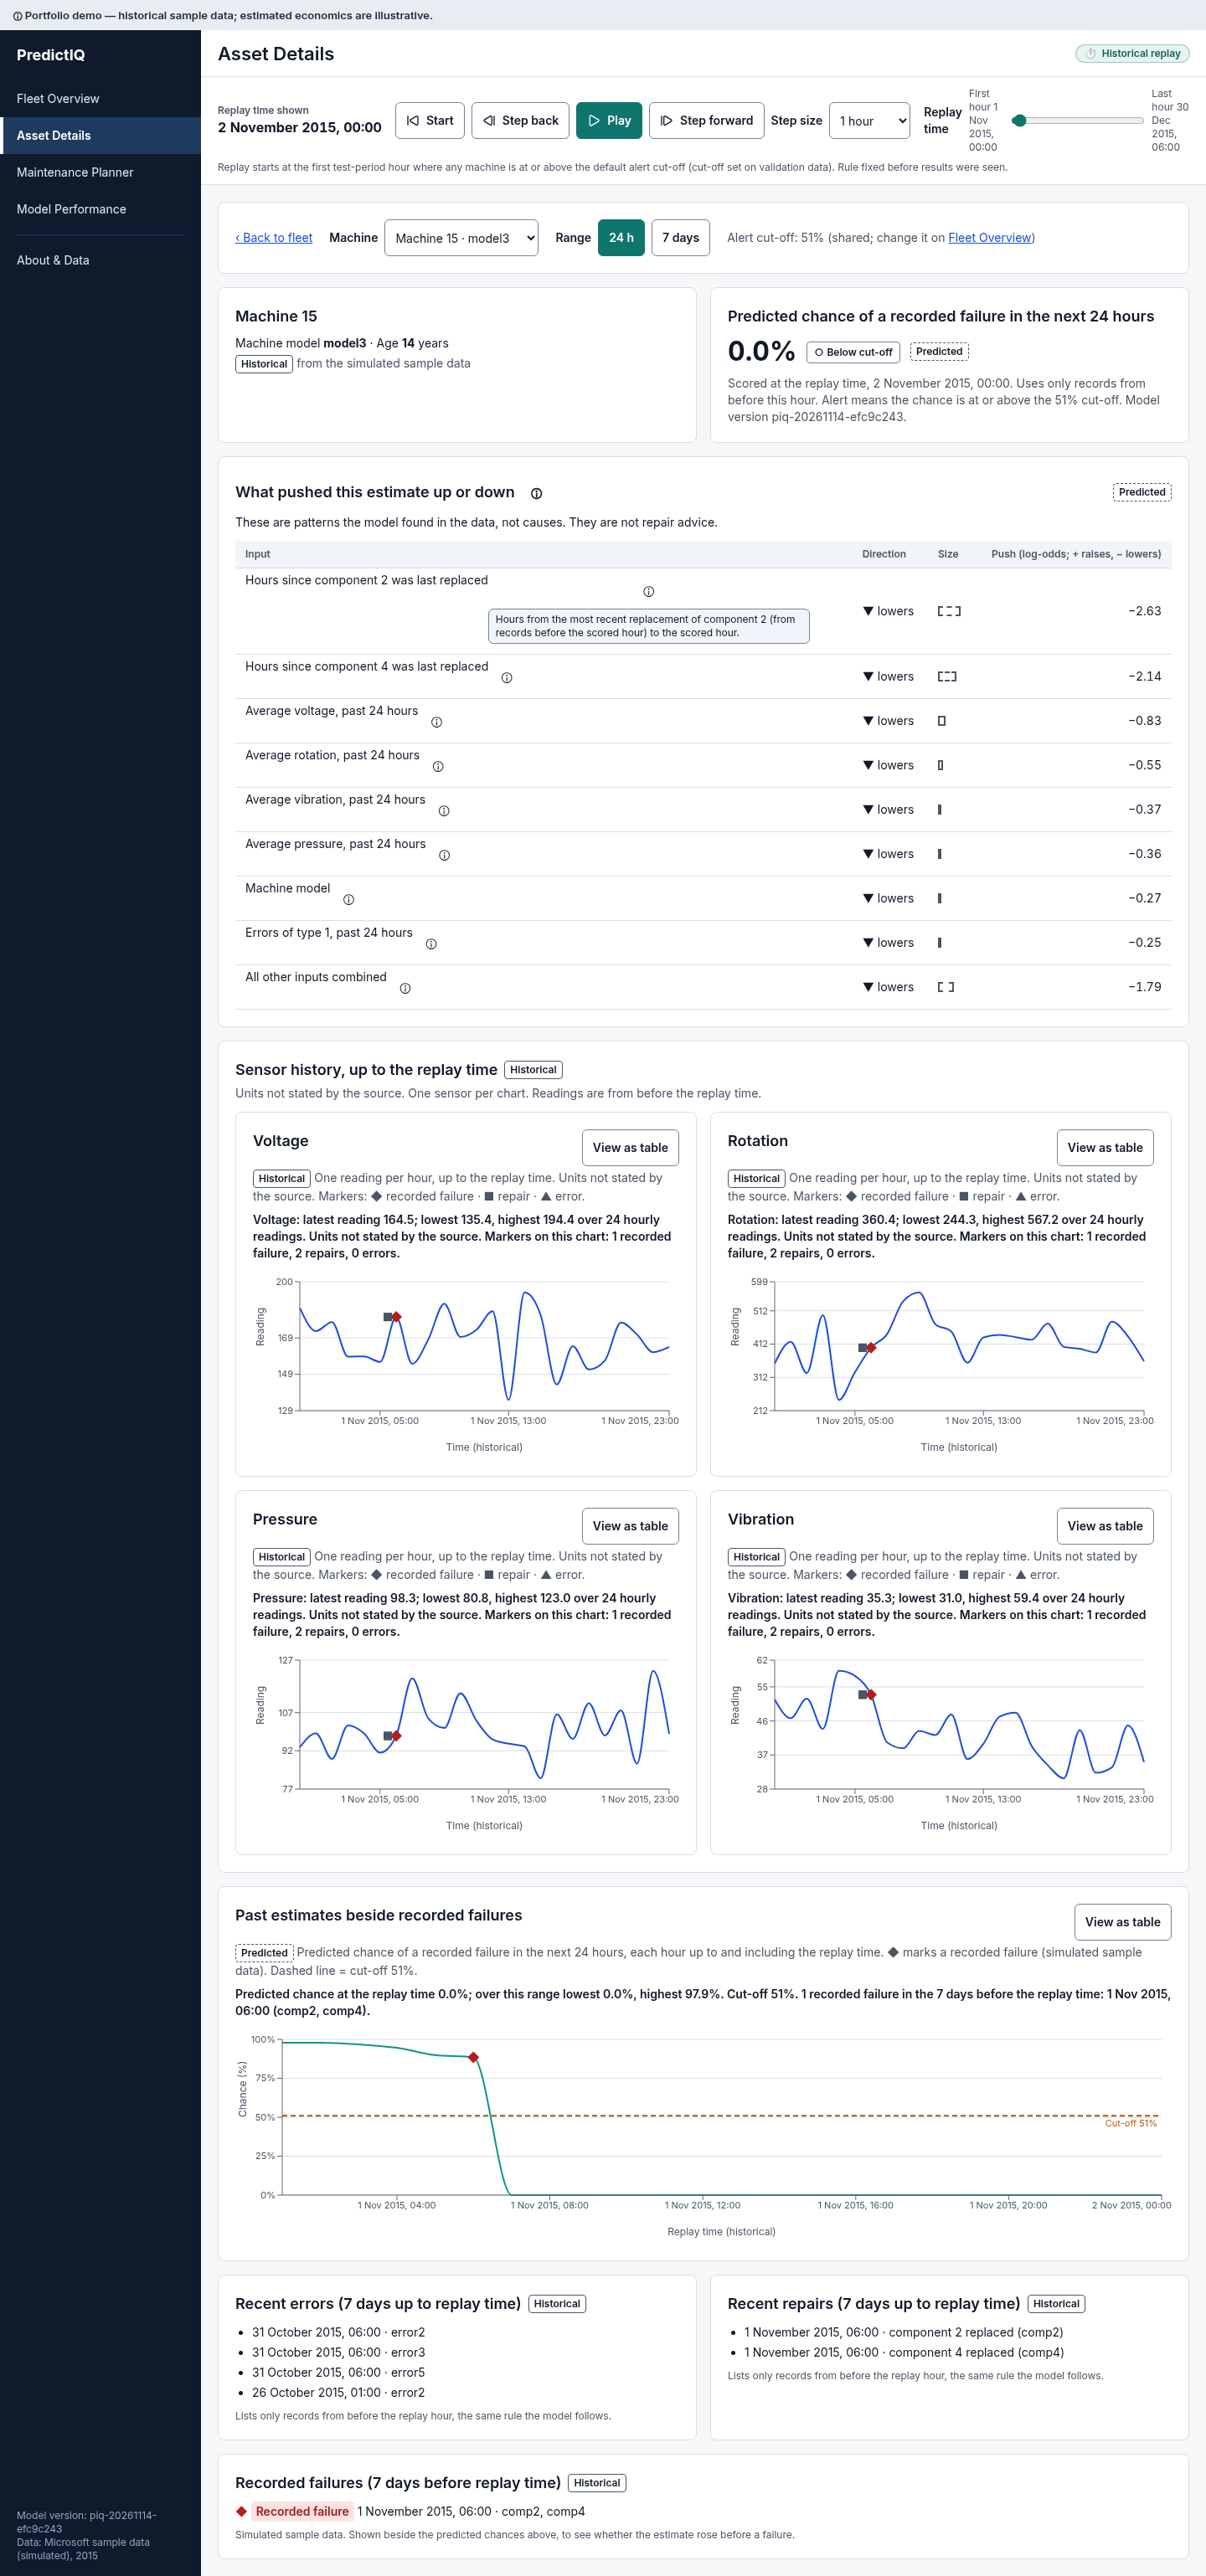 ⓘ Portfolio demo — historical sample data; estimated economics are illustrative.
PredictIQ
Fleet Overview
Asset Details
Maintenance Planner
Model Performance
About & Data
Model version: piq-20261114-
efc9c243
Data: Microsoft sample data
(simulated), 2015
Asset Details
Historical replay
Replay time shown
2 November 2015, 00:00
Start
Step back
Play
Step forward
Step size
1 hour
Replay
time
First
hour 1
Nov
2015,
00:00
Last
hour 30
Dec
2015,
06:00
Replay starts at the first test-period hour where any machine is at or above the default alert cut-off (cut-off set on validation data). Rule fixed before results were seen.
‹ Back to fleet
Machine
Machine 15 · model3
Range
24 h
7 days
Alert cut-off: 51% (shared; change it on Fleet Overview)
Machine 15
Machine model model3 · Age 14 years
Historical from the simulated sample data
Predicted chance of a recorded failure in the next 24 hours
0.0% ○ Below cut-off Predicted
Scored at the replay time, 2 November 2015, 00:00. Uses only records from
before this hour. Alert means the chance is at or above the 51% cut-off. Model
version piq-20261114-efc9c243.
What pushed this estimate up or down ⓘ
Predicted
These are patterns the model found in the data, not causes. They are not repair advice.
Input Direction Size Push (log-odds; + raises, − lowers)
Hours since component 2 was last replaced ⓘ ▼ lowers −2.63
Hours from the most recent replacement of component 2 (from
records before the scored hour) to the scored hour.
Hours since component 4 was last replaced ⓘ ▼ lowers −2.14
Average voltage, past 24 hours ⓘ ▼ lowers −0.83
Average rotation, past 24 hours ⓘ ▼ lowers −0.55
Average vibration, past 24 hours ⓘ ▼ lowers −0.37
Average pressure, past 24 hours ⓘ ▼ lowers −0.36
Machine model ⓘ ▼ lowers −0.27
Errors of type 1, past 24 hours ⓘ ▼ lowers −0.25
All other inputs combined ⓘ ▼ lowers −1.79
Sensor history, up to the replay time Historical
Units not stated by the source. One sensor per chart. Readings are from before the replay time.
Voltage
View as table
Historical One reading per hour, up to the replay time. Units not stated by
the source. Markers: ◆ recorded failure · ■ repair · ▲ error.
Voltage: latest reading 164.5; lowest 135.4, highest 194.4 over 24 hourly
readings. Units not stated by the source. Markers on this chart: 1 recorded
failure, 2 repairs, 0 errors.
200
169
149
129
Reading
1 Nov 2015, 05:00
1 Nov 2015, 13:00
1 Nov 2015, 23:00
Time (historical)
Rotation
View as table
Historical One reading per hour, up to the replay time. Units not stated by
the source. Markers: ◆ recorded failure · ■ repair · ▲ error.
Rotation: latest reading 360.4; lowest 244.3, highest 567.2 over 24 hourly
readings. Units not stated by the source. Markers on this chart: 1 recorded
failure, 2 repairs, 0 errors.
599
512
412
312
212
Reading
1 Nov 2015, 05:00
1 Nov 2015, 13:00
1 Nov 2015, 23:00
Time (historical)
Pressure
View as table
Historical One reading per hour, up to the replay time. Units not stated by
the source. Markers: ◆ recorded failure · ■ repair · ▲ error.
Pressure: latest reading 98.3; lowest 80.8, highest 123.0 over 24 hourly
readings. Units not stated by the source. Markers on this chart: 1 recorded
failure, 2 repairs, 0 errors.
127
107
92
77
Reading
1 Nov 2015, 05:00
1 Nov 2015, 13:00
1 Nov 2015, 23:00
Time (historical)
Vibration
View as table
Historical One reading per hour, up to the replay time. Units not stated by
the source. Markers: ◆ recorded failure · ■ repair · ▲ error.
Vibration: latest reading 35.3; lowest 31.0, highest 59.4 over 24 hourly
readings. Units not stated by the source. Markers on this chart: 1 recorded
failure, 2 repairs, 0 errors.
62
55
46
37
28
Reading
1 Nov 2015, 05:00
1 Nov 2015, 13:00
1 Nov 2015, 23:00
Time (historical)
Past estimates beside recorded failures
View as table
Predicted Predicted chance of a recorded failure in the next 24 hours, each hour up to and including the replay time. ◆ marks a recorded failure (simulated sample
data). Dashed line = cut-off 51%.
Predicted chance at the replay time 0.0%; over this range lowest 0.0%, highest 97.9%. Cut-off 51%. 1 recorded failure in the 7 days before the replay time: 1 Nov 2015,
06:00 (comp2, comp4).
100%
75%
50%
25%
0%
Chance (%)
Cut-off 51%
1 Nov 2015, 04:00
1 Nov 2015, 08:00
1 Nov 2015, 12:00
1 Nov 2015, 16:00
1 Nov 2015, 20:00
2 Nov 2015, 00:00
Replay time (historical)
Recent errors (7 days up to replay time) Historical
• 31 October 2015, 06:00 · error2
• 31 October 2015, 06:00 · error3
• 31 October 2015, 06:00 · error5
• 26 October 2015, 01:00 · error2
Lists only records from before the replay hour, the same rule the model follows.
Recent repairs (7 days up to replay time) Historical
• 1 November 2015, 06:00 · component 2 replaced (comp2)
• 1 November 2015, 06:00 · component 4 replaced (comp4)
Lists only records from before the replay hour, the same rule the model follows.
Recorded failures (7 days before replay time) Historical
◆ Recorded failure 1 November 2015, 06:00 · comp2, comp4
Simulated sample data. Shown beside the predicted chances above, to see whether the estimate rose before a failure.